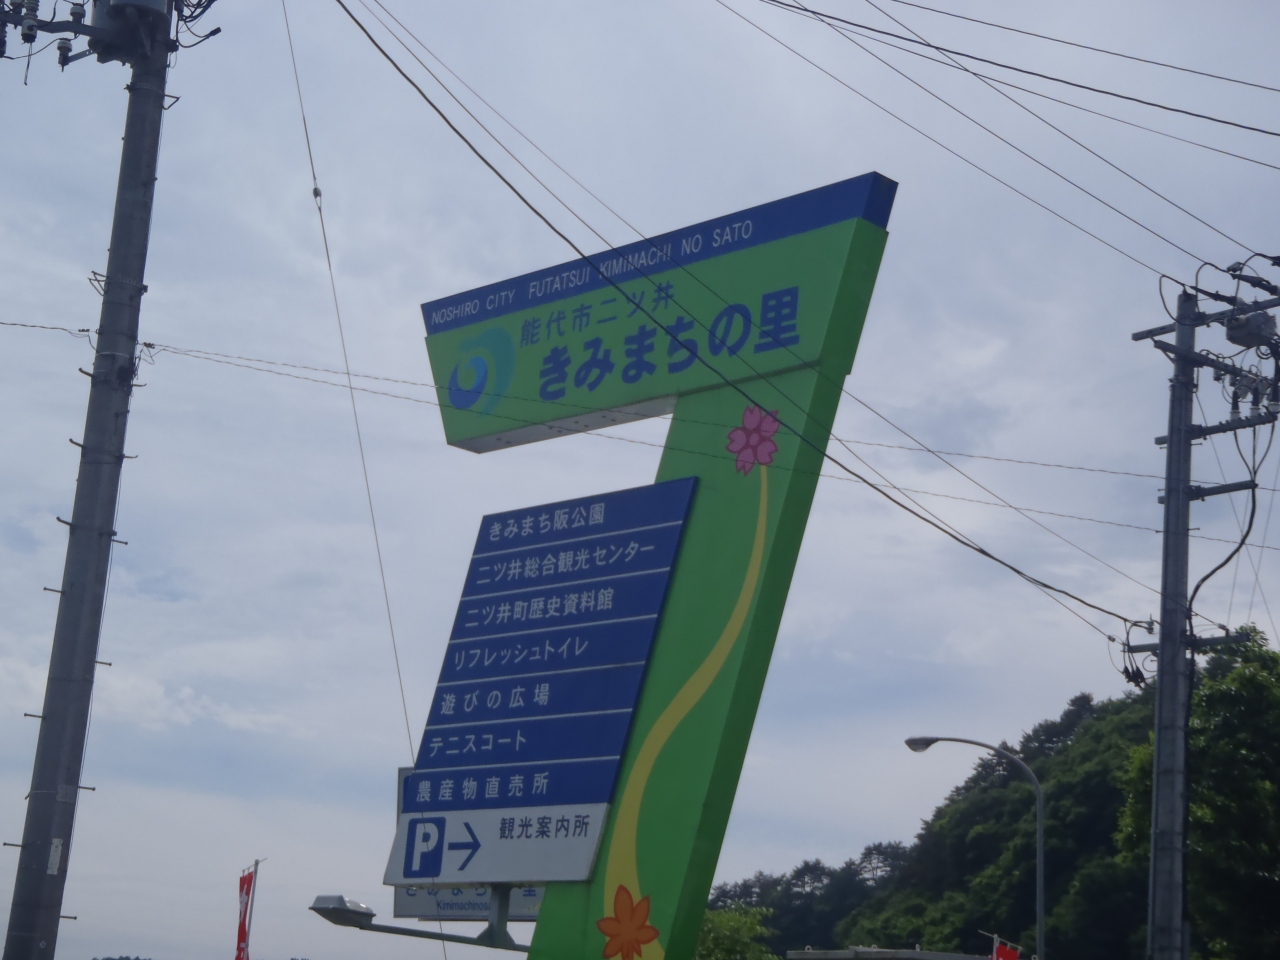 NOSHIRO CITY FUTATSUI KIMIMACHI NO SATO
能代市二ツ井
きみまちの里
きみまち阪公園
二ツ井総合観光センター
二ツ井町歴史資料館
リフレッシュトイレ
遊びの広場
テニスコート
農産物直売所
P→ 観光案内所